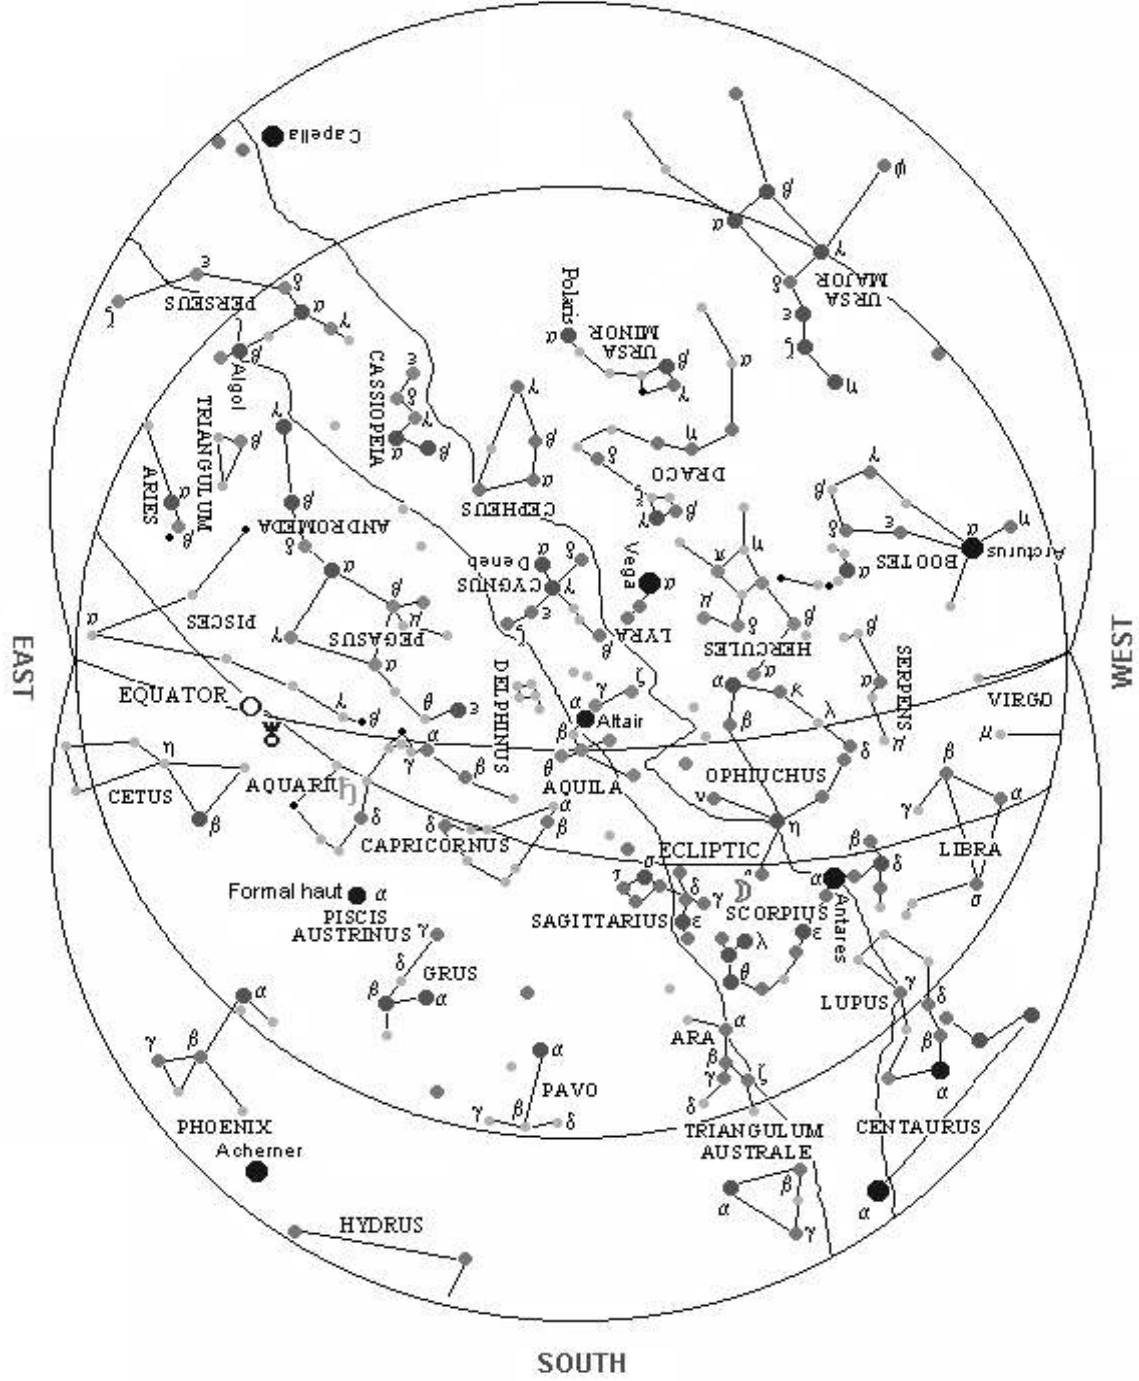 Capella
α
β
φ
γ
δ
URSA
MAJOR
ε
ζ
η
ε
δ
PERSEUS
α
ζ
γ
β
Algol
Polaris
α
URSA
MINOR
β
γ
α
CASSIOPEIA
ε
δ
γ
α
β
TRIANGULUM
β
γ
γ
β
α
CEPHEUS
δ
η
DRACO
ξ
γ
β
γ
β
δ
ε
α
η
BOOTES
Arcturus
ARIES
α
β
ANDROMEDA
β
δ
α
Deneb
α
δ
CYGNUS
γ
ε
ζ
β
Vega
α
LYRA
π
η
μ
δ
β
HERCULES
α
α
β
SERPENS
α
μ
α
PISCES
β
μ
PEGASUS
γ
α
θ
ε
DELPHINUS
ζ
γ
α
Altair
β
θ
AQUILA
α
κ
β
λ
δ
OPHIUCHUS
ν
η
EAST
WEST
VIRGO
μ
EQUATOR
λ
β
η
CETUS
β
AQUARIU
γ
α
β
δ
α
β
δ
CAPRICORNUS
β
α
γ
LIBRA
σ
ECLIPTIC
Formal haut
α
PISCIS
AUSTRINUS
γ
δ
GRUS
β
α
τ
σ
δ
γ
SAGITTARIUS
ε
SCORPIUS
α
Antares
β
δ
λ
ε
θ
LUPUS
γ
δ
β
α
CENTAURUS
ARA
α
β
γ
ζ
δ
α
γ
β
PHOENIX
Acherner
α
PAVO
γ
β
δ
TRIANGULUM
AUSTRALE
α
β
γ
α
HYDRUS
SOUTH